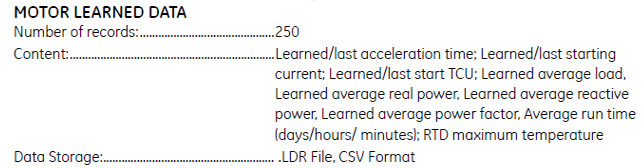 MOTOR LEARNED DATA
Number of records:..............................................250
Content:......................................................................Learned/last acceleration time; Learned/last starting
current; Learned/last start TCU; Learned average load,
Learned average real power, Learned average reactive
power, Learned average power factor, Average run time
(days/hours/ minutes); RTD maximum temperature
Data Storage:.......................................................... .LDR File, CSV Format